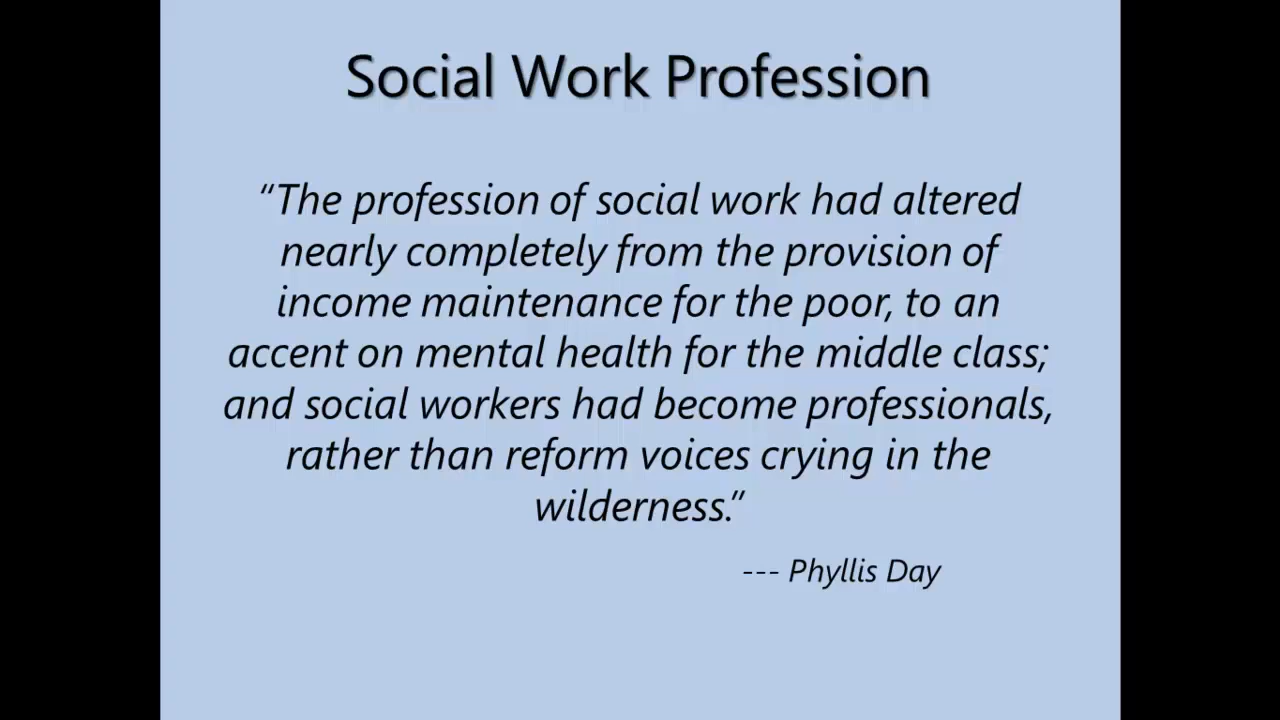 Social Work Profession
“The profession of social work had altered
nearly completely from the provision of
income maintenance for the poor, to an
accent on mental health for the middle class;
and social workers had become professionals,
rather than reform voices crying in the
wilderness.”
--- Phyllis Day